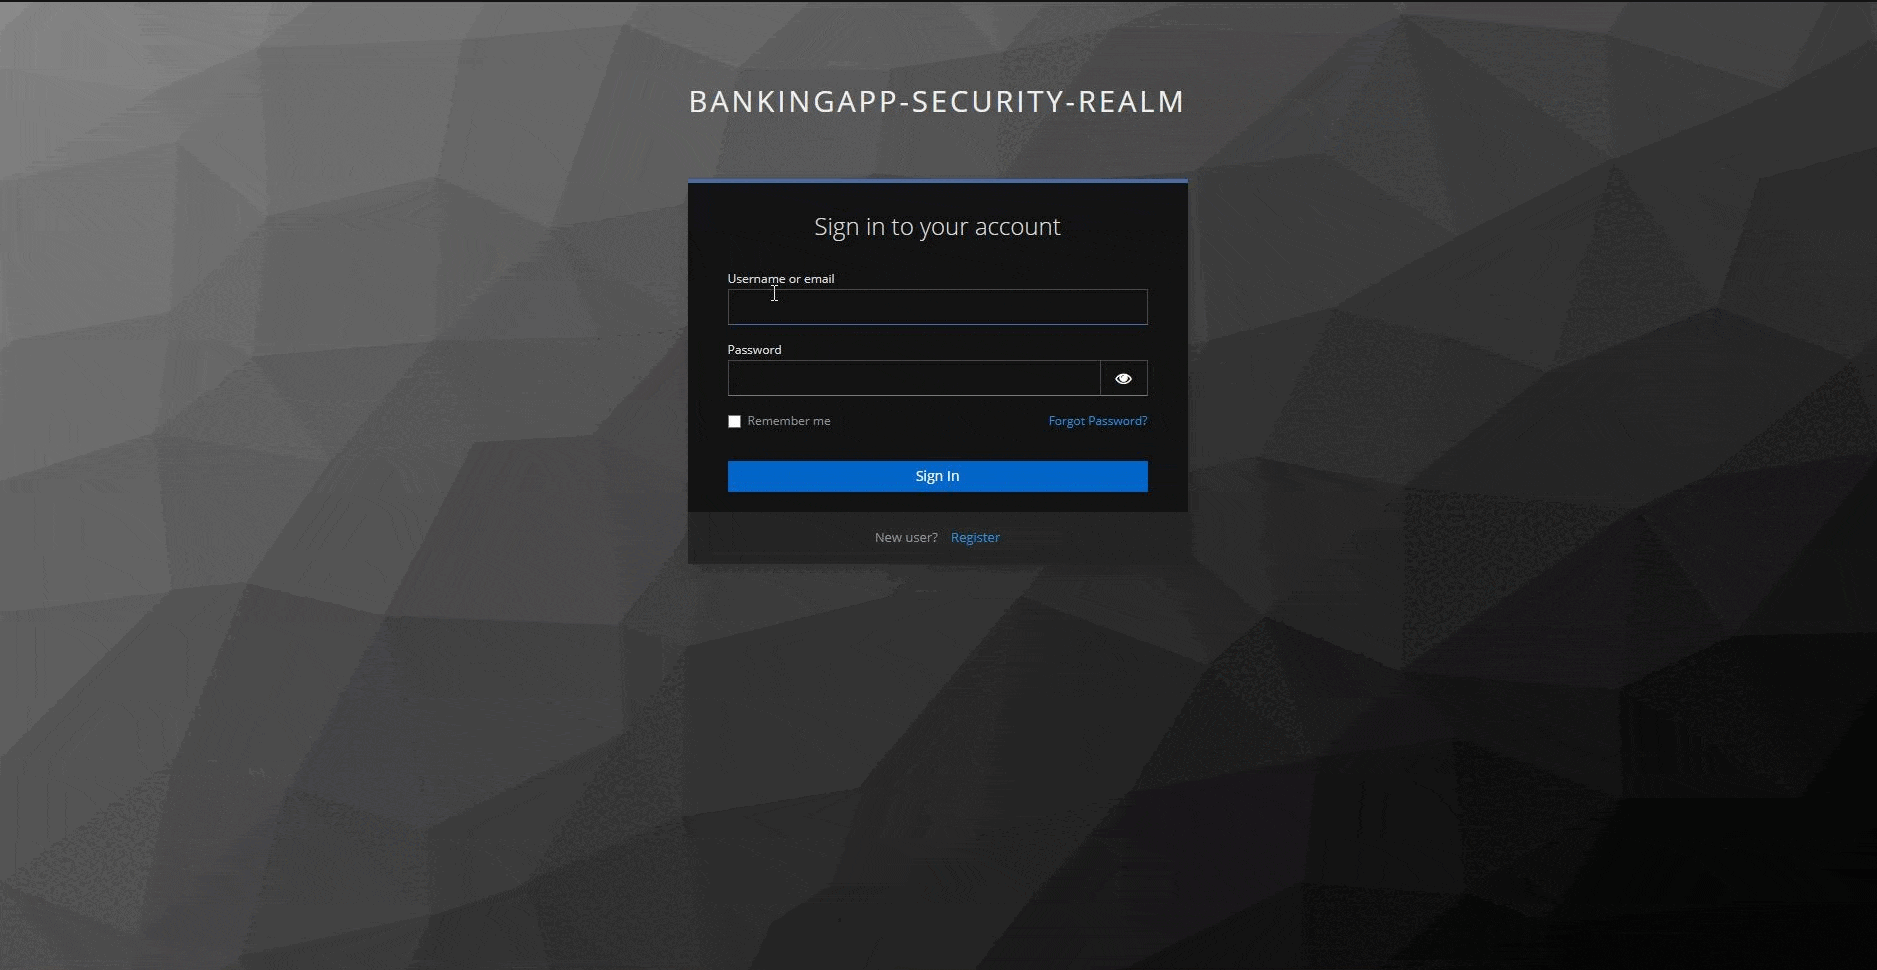 BANKINGAPP-SECURITY-REALM
Sign in to your account
Username or email
Password
Remember me Forgot Password?
Sign In
New user? Register